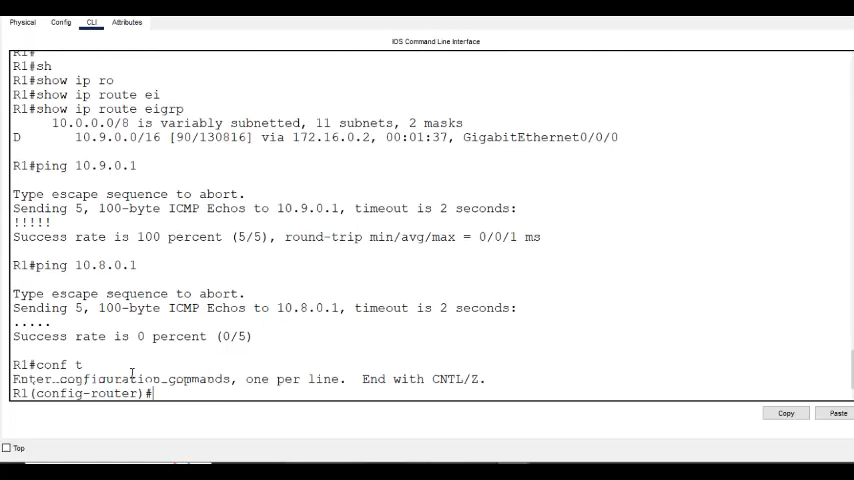 Physical Config CLI Attributes
IOS Command Line Interface
R1#
R1#sh
R1#show ip ro
R1#show ip route ei
R1#show ip route eigrp
10.0.0.0/8 is variably subnetted, 11 subnets, 2 masks
D 10.9.0.0/16 [90/130816] via 172.16.0.2, 00:01:37, GigabitEthernet0/0/0
R1#ping 10.9.0.1
Type escape sequence to abort.
Sending 5, 100-byte ICMP Echos to 10.9.0.1, timeout is 2 seconds:
!!!!!
Success rate is 100 percent (5/5), round-trip min/avg/max = 0/0/1 ms
R1#ping 10.8.0.1
Type escape sequence to abort.
Sending 5, 100-byte ICMP Echos to 10.8.0.1, timeout is 2 seconds:
.....
Success rate is 0 percent (0/5)
R1#conf t
Enter configuration commands, one per line. End with CNTL/Z.
R1(config-router)#
Copy Paste
Top